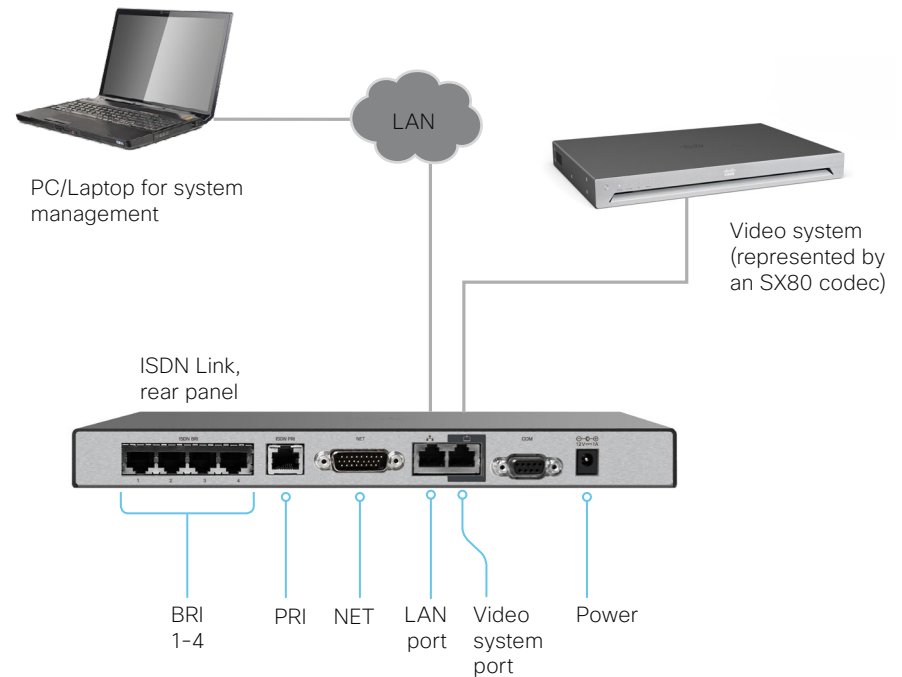 LAN
PC/Laptop for system
management
Video system
(represented by
an SX80 codec)
ISDN Link,
rear panel
ISDN BRI
ISDN PRI
NET
COM
12V⎓1A
1 2 3 4
BRI
1-4
PRI
NET
LAN
port
Video
system
port
Power